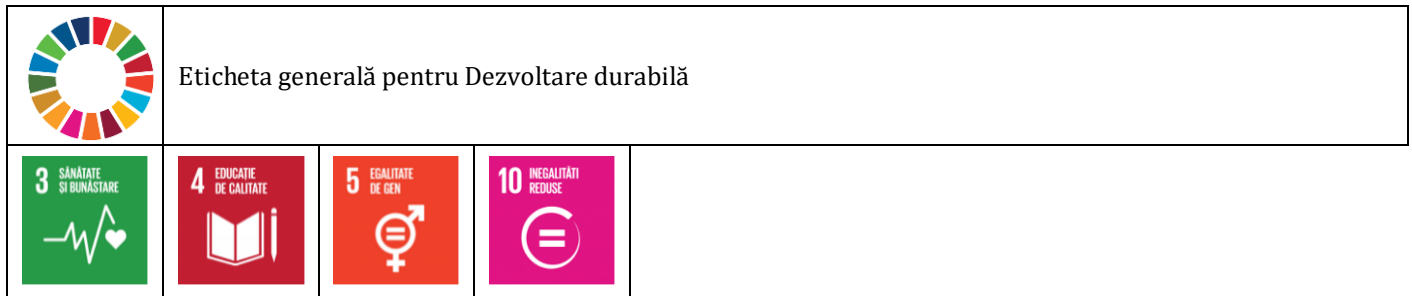 Eticheta generală pentru Dezvoltare durabilă
3 SĂNĂTATE
ȘI BUNĂSTARE
4 EDUCAȚIE
DE CALITATE
5 EGALITATE
DE GEN
10 INEGALITĂȚI
REDUSE